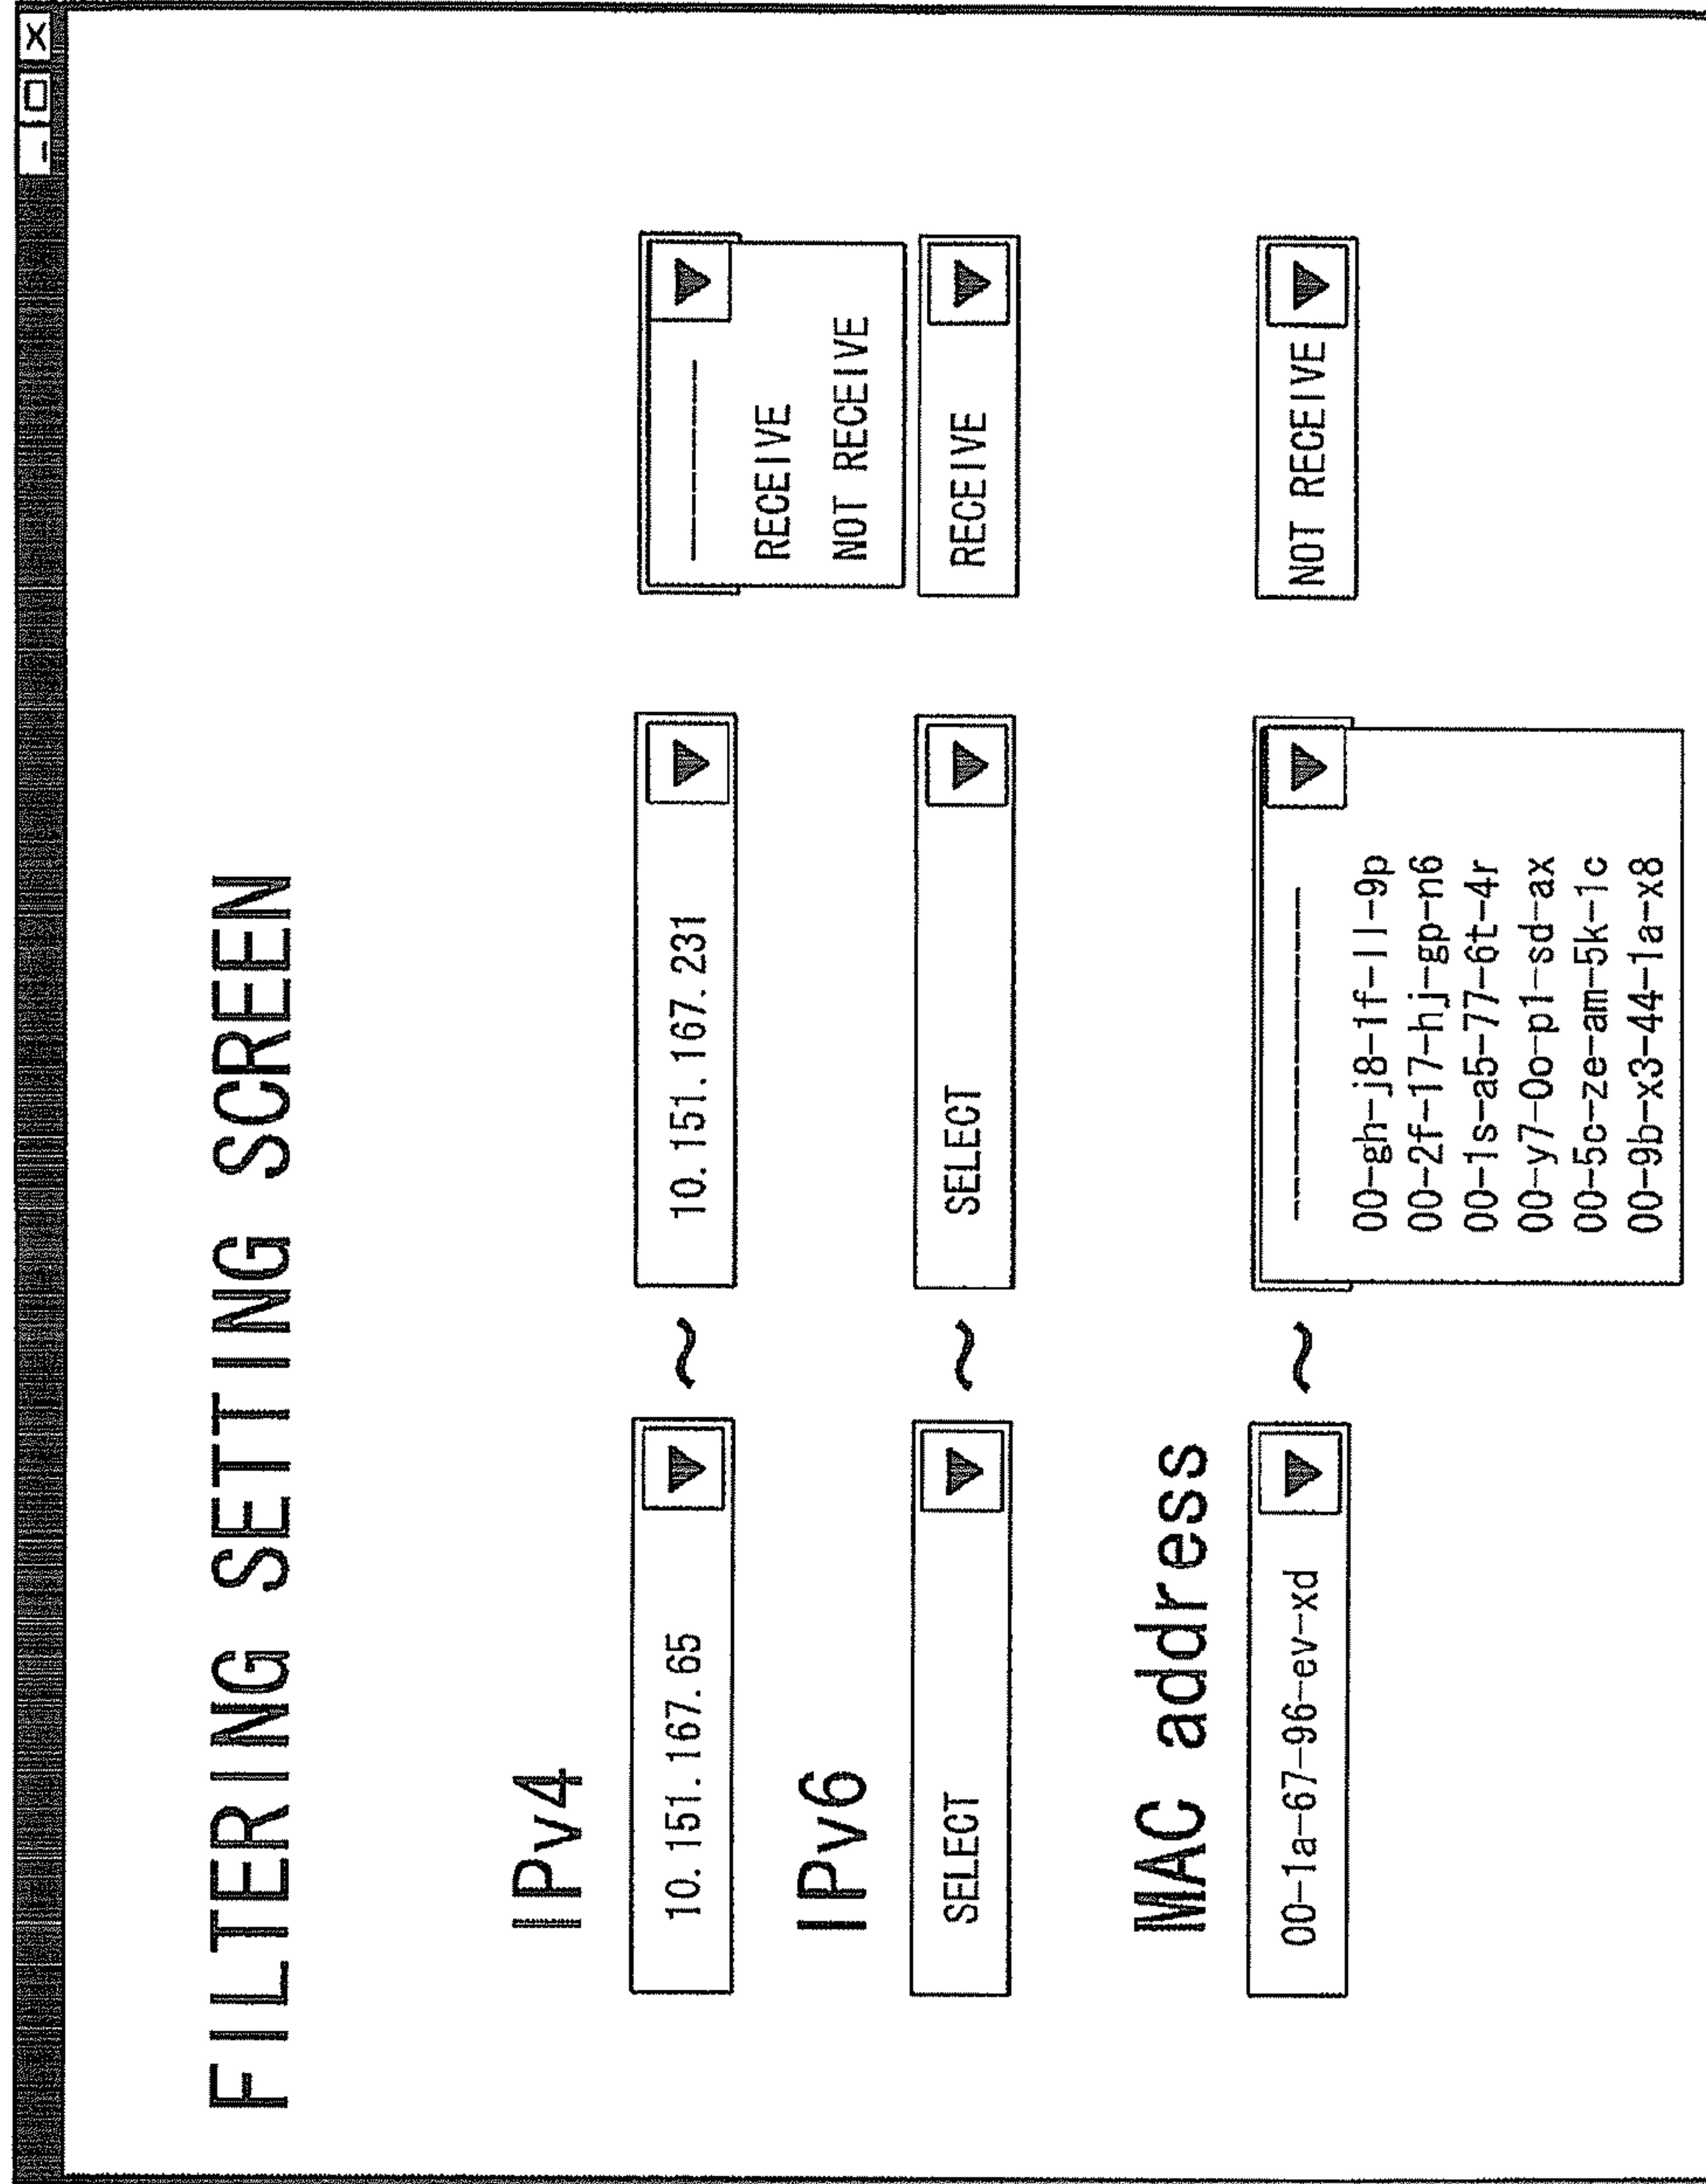 FILTERING SETTING SCREEN
IPv4
10.151.167.65 ~ 10.151.167.231 ----------
RECEIVE
NOT RECEIVE
IPv6
SELECT ~ SELECT RECEIVE
MAC address
00-1a-67-96-ev-xd ~ ---------------- NOT RECEIVE
00-gh-j8-1f-ll-9p
00-2f-17-hj-gp-n6
00-1s-a5-77-6t-4r
00-y7-0o-p1-sd-ax
00-5c-ze-am-5k-1c
00-9b-x3-44-1a-x8